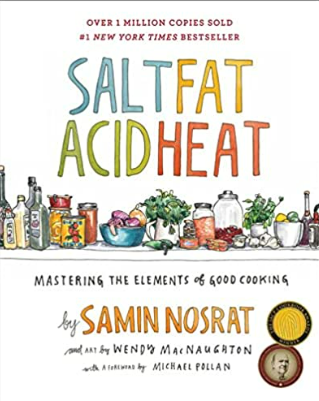 OVER 1 MILLION COPIES SOLD
#1 NEW YORK TIMES BESTSELLER
SALT FAT
ACID HEAT
MASTERING THE ELEMENTS of GOOD COOKING
by SAMIN NOSRAT
and ART by WENDY MACNAUGHTON
with A FOREWORD by MICHAEL POLLAN